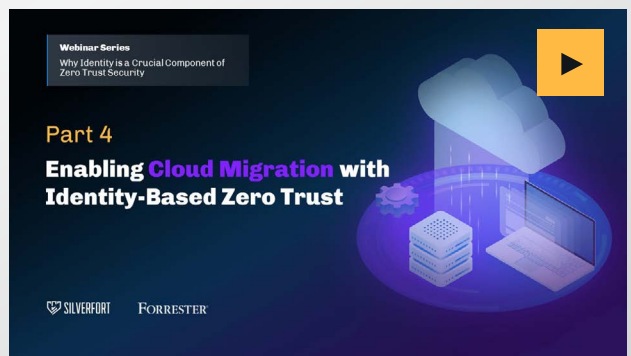 Webinar Series
Why Identity is a Crucial Component of
Zero Trust Security
Part 4
Enabling Cloud Migration with
Identity-Based Zero Trust
SILVERFORT
FORRESTER